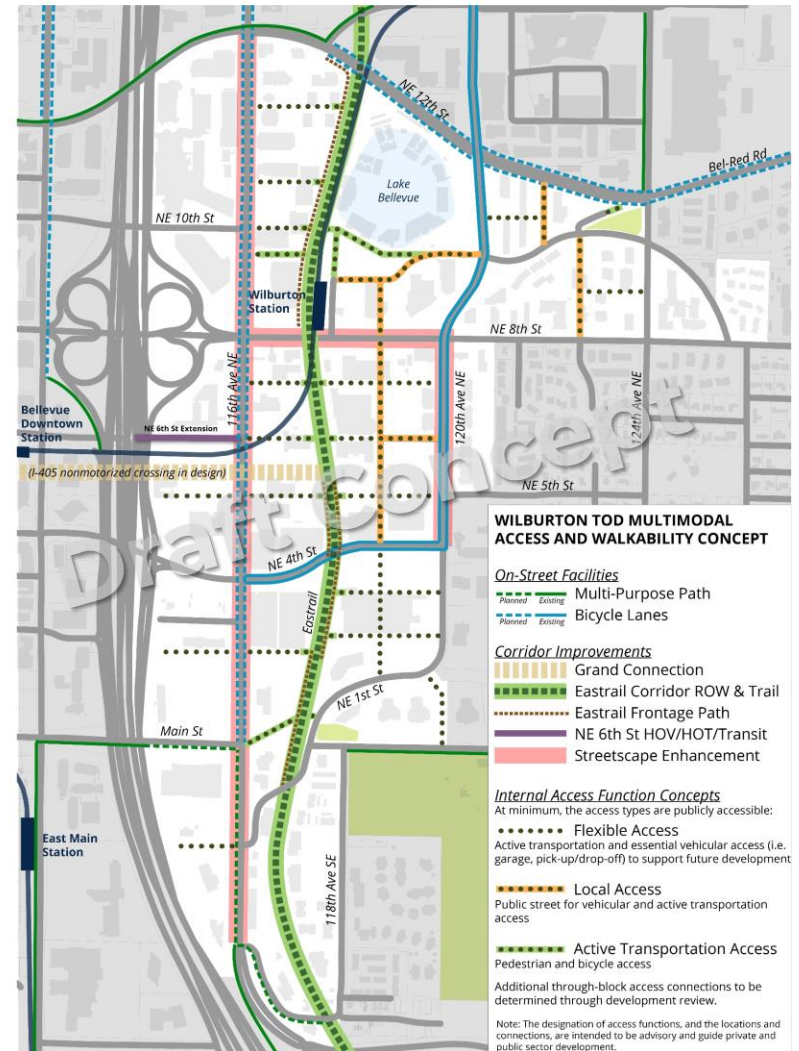 NE 12th St
Bel-Red Rd
Lake
Bellevue
NE 10th St
Wilburton
Station
NE 8th St
116th Ave NE
120th Ave NE
124th Ave NE
Bellevue
Downtown
Station
NE 6th St Extension
(I-405 nonmotorized crossing in design)
NE 5th St
Draft Concept
NE 4th St
Eastrail
NE 1st St
Main St
East Main
Station
118th Ave SE
WILBURTON TOD MULTIMODAL
ACCESS AND WALKABILITY CONCEPT
On-Street Facilities
Planned Existing Multi-Purpose Path
Planned Existing Bicycle Lanes
Corridor Improvements
Grand Connection
Eastrail Corridor ROW & Trail
Eastrail Frontage Path
NE 6th St HOV/HOT/Transit
Streetscape Enhancement
Internal Access Function Concepts
At minimum, the access types are publicly accessible:
Flexible Access
Active transportation and essential vehicular access (i.e.
garage, pick-up/drop-off) to support future development
Local Access
Public street for vehicular and active transportation
access
Active Transportation Access
Pedestrian and bicycle access
Additional through-block access connections to be
determined through development review.
Note: The designation of access functions, and the locations and
connections, are intended to be advisory and guide private and
public sector development.